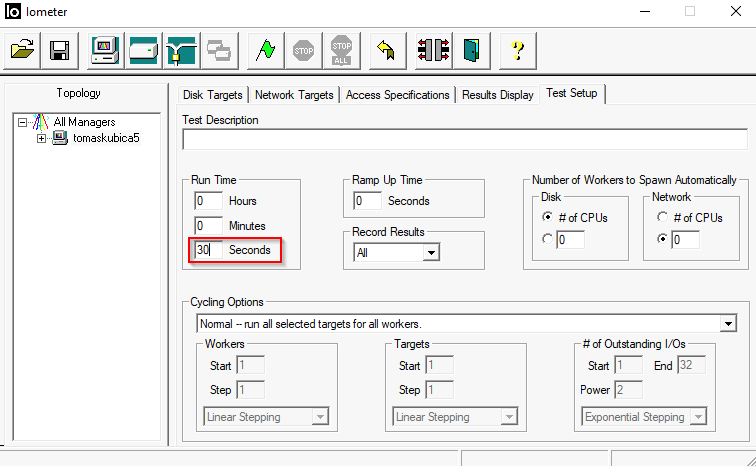 Iometer
STOP
STOP
ALL
?
Topology
All Managers
tomaskubica5
Disk Targets
Network Targets
Access Specifications
Results Display
Test Setup
Test Description
Run Time
0 Hours
0 Minutes
30 Seconds
Ramp Up Time
0 Seconds
Record Results
All
Number of Workers to Spawn Automatically
Disk
# of CPUs
0
Network
# of CPUs
0
Cycling Options
Normal -- run all selected targets for all workers.
Workers
Start 1
Step 1
Linear Stepping
Targets
Start 1
Step 1
Linear Stepping
# of Outstanding I/Os
Start 1 End 32
Power 2
Exponential Stepping